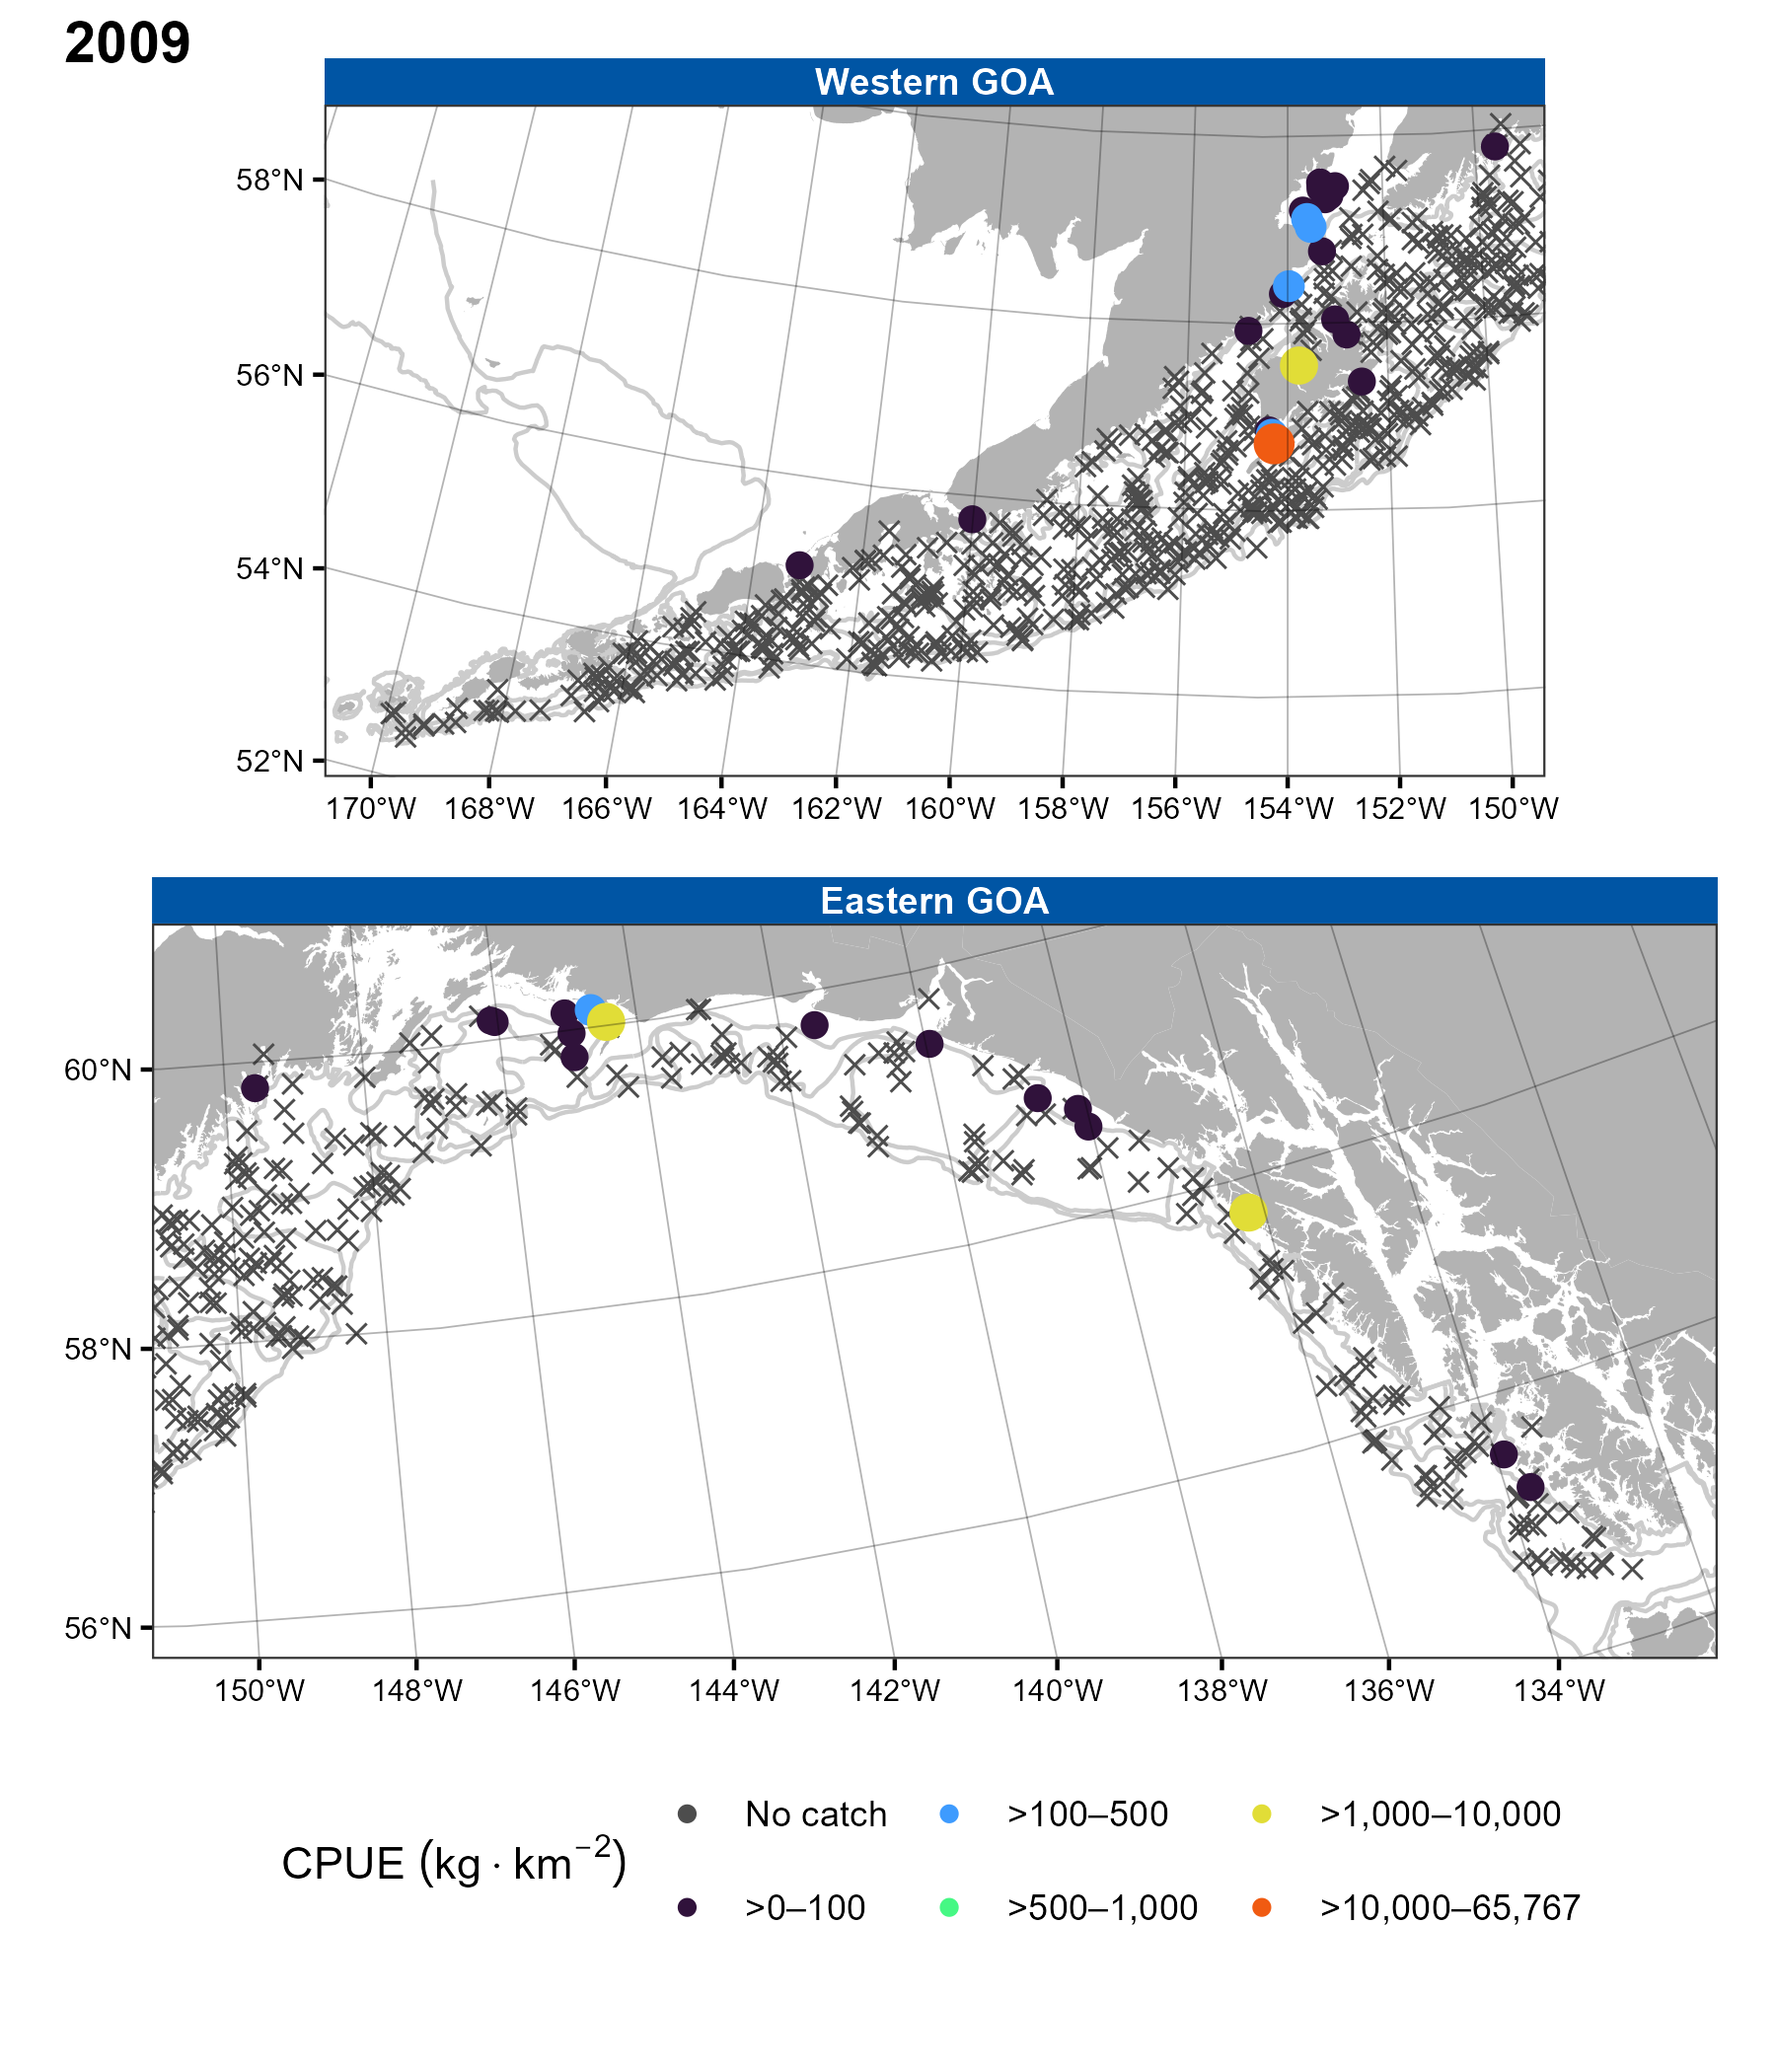 2009
Western GOA
58°N
56°N
54°N
52°N
170°W 168°W 166°W 164°W 162°W 160°W 158°W 156°W 154°W 152°W 150°W
Eastern GOA
60°N
58°N
56°N
150°W 148°W 146°W 144°W 142°W 140°W 138°W 136°W 134°W
CPUE (kg · km⁻²)
No catch >100–500 >1,000–10,000
>0–100 >500–1,000 >10,000–65,767